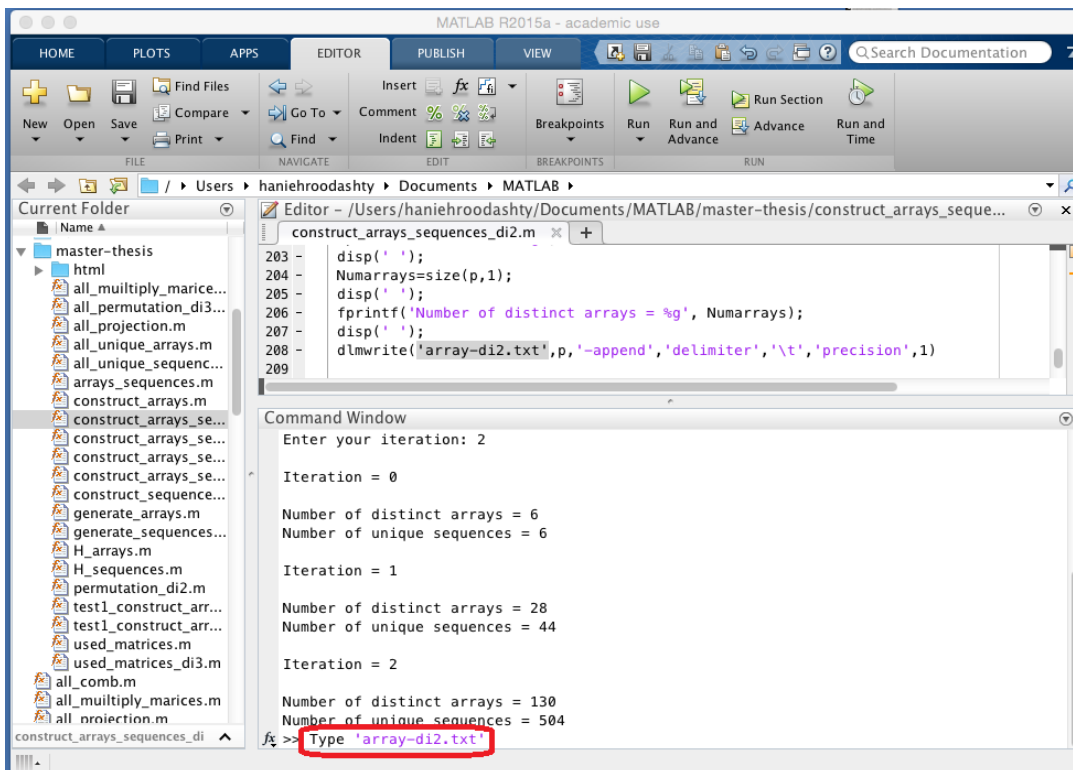 MATLAB R2015a - academic use
HOME PLOTS APPS EDITOR PUBLISH VIEW Search Documentation
Find Files Insert fx
Compare Go To Comment Run Section
New Open Save Print Find Indent Breakpoints Run Run and Advance Advance Run and Time
FILE NAVIGATE EDIT BREAKPOINTS RUN
/ Users haniehroodashty Documents MATLAB
Current Folder
Name
master-thesis
html
all_muiltiply_marice...
all_permutation_di3...
all_projection.m
all_unique_arrays.m
all_unique_sequenc...
arrays_sequences.m
construct_arrays.m
construct_arrays_se...
construct_arrays_se...
construct_arrays_se...
construct_arrays_se...
construct_sequence...
generate_arrays.m
generate_sequences...
H_arrays.m
H_sequences.m
permutation_di2.m
test1_construct_arr...
test1_construct_arr...
used_matrices.m
used_matrices_di3.m
all_comb.m
all_muiltiply_marices.m
all_projection.m
construct_arrays_sequences_di
Editor - /Users/haniehroodashty/Documents/MATLAB/master-thesis/construct_arrays_seque...
construct_arrays_sequences_di2.m
203 - disp(' ');
204 - Numarrays=size(p,1);
205 - disp(' ');
206 - fprintf('Number of distinct arrays = %g', Numarrays);
207 - disp(' ');
208 - dlmwrite('array-di2.txt',p,'-append','delimiter','\t','precision',1)
209
Command Window
Enter your iteration: 2
Iteration = 0
Number of distinct arrays = 6
Number of unique sequences = 6
Iteration = 1
Number of distinct arrays = 28
Number of unique sequences = 44
Iteration = 2
Number of distinct arrays = 130
Number of unique sequences = 504
fx >> Type 'array-di2.txt'